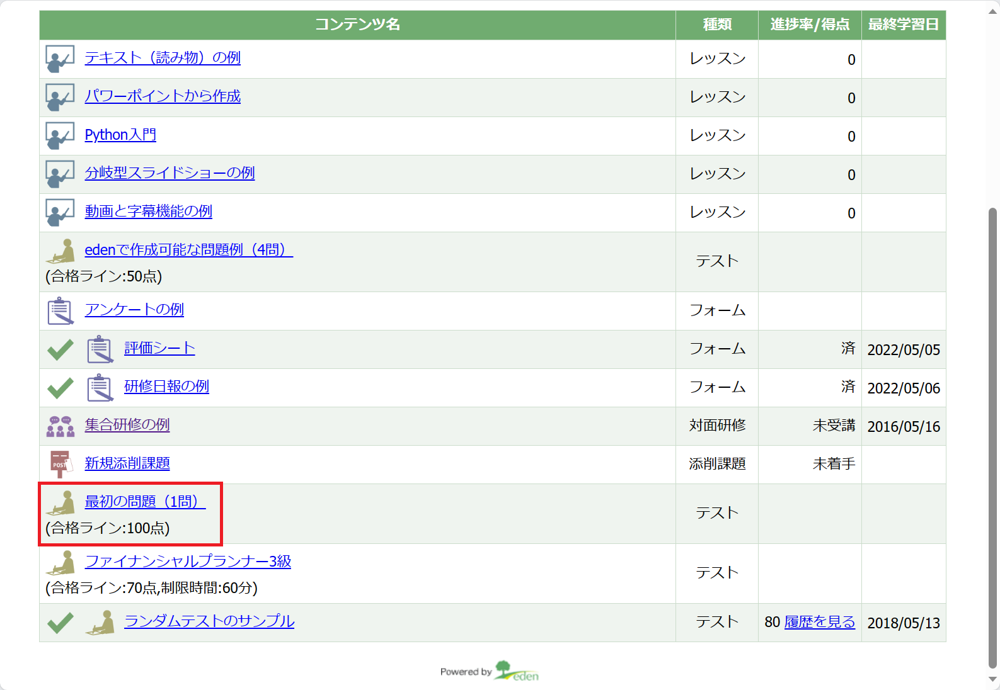 コンテンツ名 種類 進捗率/得点 最終学習日
テキスト（読み物）の例 レッスン 0
パワーポイントから作成 レッスン 0
Python入門 レッスン 0
分岐型スライドショーの例 レッスン 0
動画と字幕機能の例 レッスン 0
edenで作成可能な問題例（4問） テスト
(合格ライン:50点)
アンケートの例 フォーム
評価シート フォーム 済 2022/05/05
研修日報の例 フォーム 済 2022/05/06
集合研修の例 対面研修 未受講 2016/05/16
POST 新規添削課題 添削課題 未着手
最初の問題（1問） テスト
(合格ライン:100点)
ファイナンシャルプランナー3級 テスト
(合格ライン:70点,制限時間:60分)
ランダムテストのサンプル テスト 80 履歴を見る 2018/05/13
Powered by eden